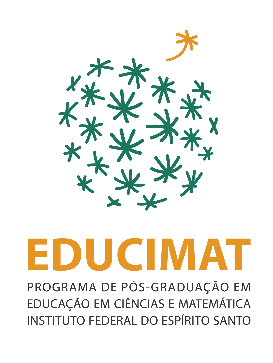 EDUCIMAT
PROGRAMA DE PÓS-GRADUAÇÃO EM
EDUCAÇÃO EM CIÊNCIAS E MATEMÁTICA
INSTITUTO FEDERAL DO ESPÍRITO SANTO